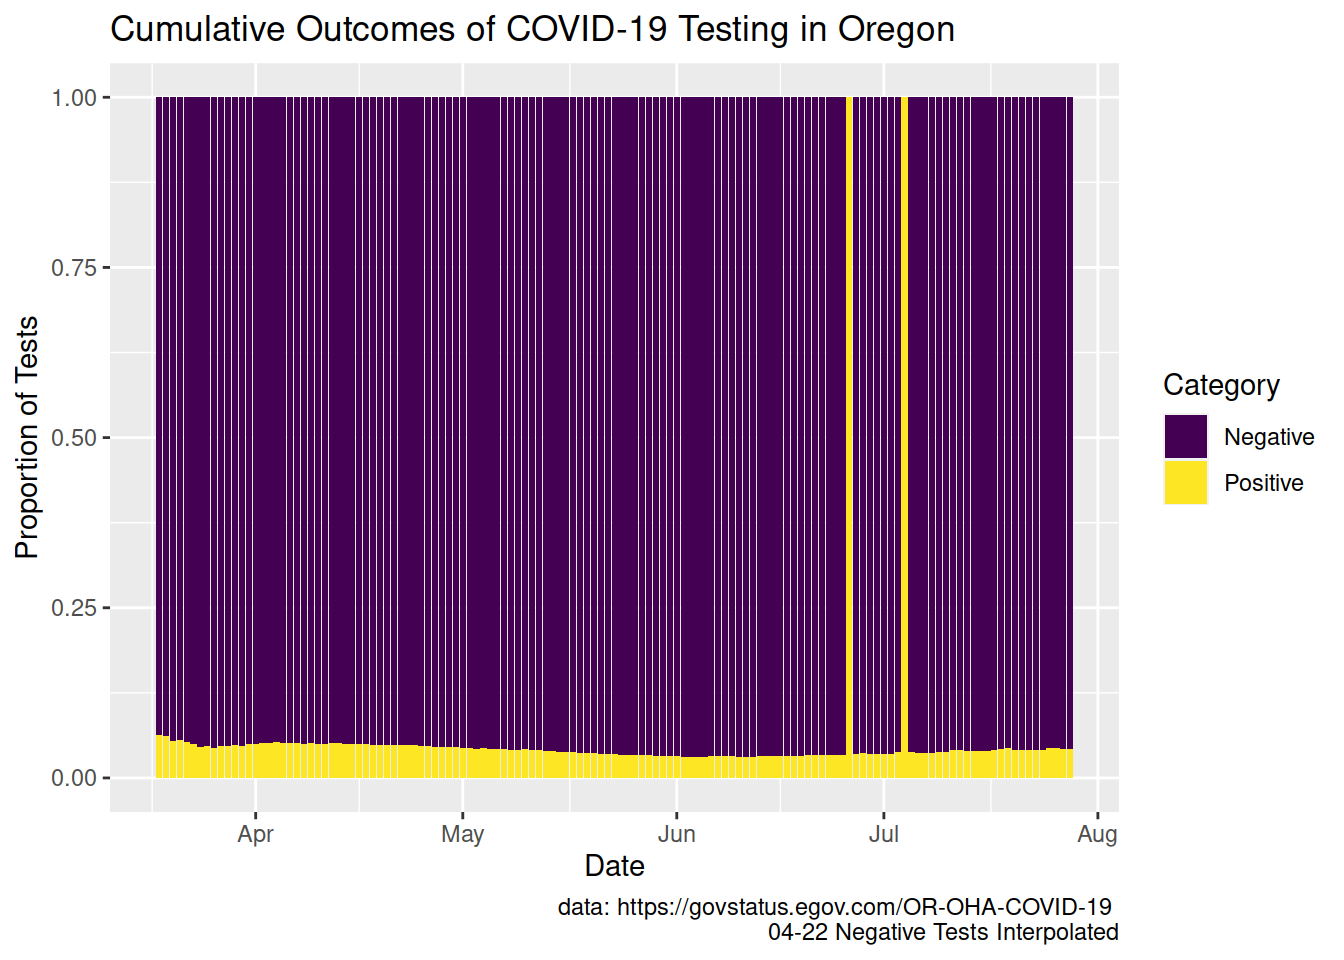 Cumulative Outcomes of COVID-19 Testing in Oregon
Proportion of Tests
1.00
0.75
0.50
0.25
0.00
Apr
May
Jun
Jul
Aug
Date
Category
Negative
Positive
data: https://govstatus.egov.com/OR-OHA-COVID-19
04-22 Negative Tests Interpolated